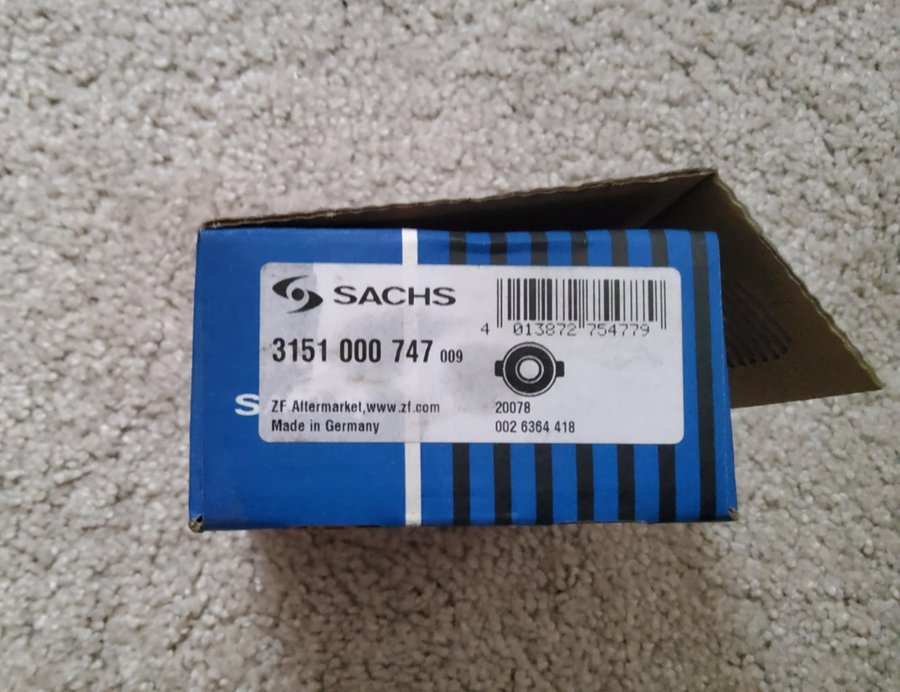 SACHS
4 013872 754779
3151 000 747 009
S
ZF Aftermarket,www.zf.com
20078
Made in Germany
002 6364 418